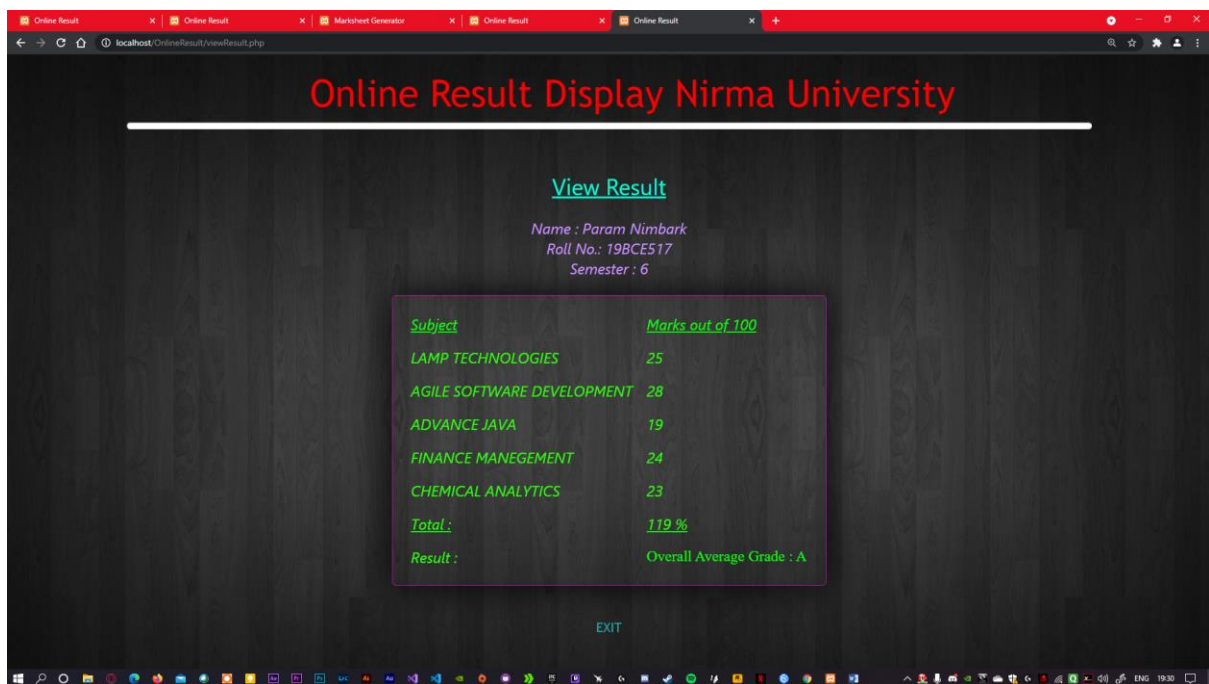 Online Result
Online Result
Marksheet Generator
Online Result
Online Result
localhost/OnlineResult/viewResult.php
Online Result Display Nirma University
View Result
Name : Param Nimbark
Roll No.: 19BCE517
Semester : 6
Subject Marks out of 100
LAMP TECHNOLOGIES 25
AGILE SOFTWARE DEVELOPMENT 28
ADVANCE JAVA 19
FINANCE MANEGEMENT 24
CHEMICAL ANALYTICS 23
Total : 119 %
Result : Overall Average Grade : A
EXIT
ENG 19:30